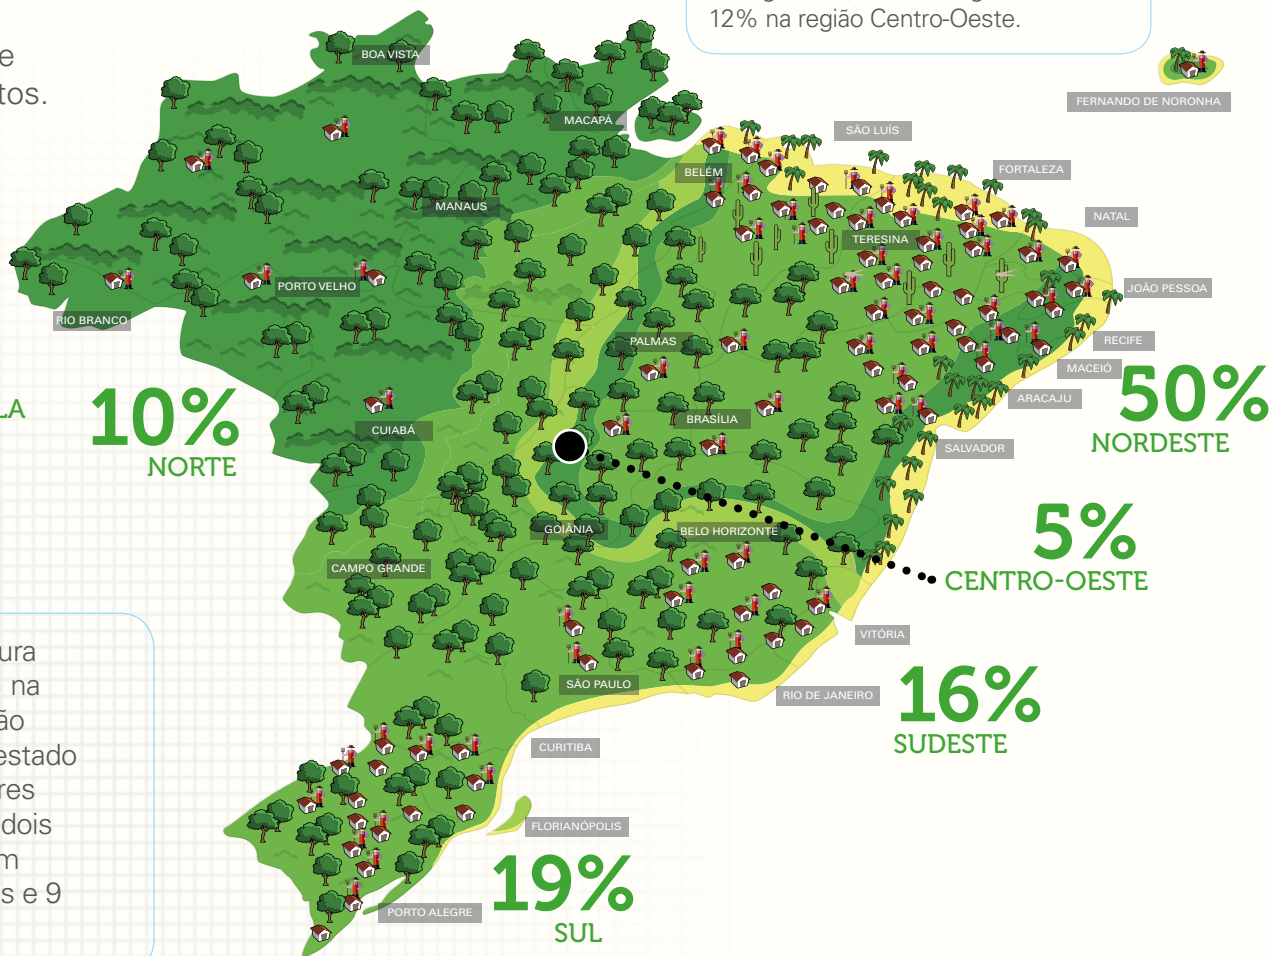 12% na região Centro-Oeste.
e
tos.
BOA VISTA
FERNANDO DE NORONHA
MACAPÁ
SÃO LUÍS
BELÉM
FORTALEZA
MANAUS
NATAL
TERESINA
PORTO VELHO
JOÃO PESSOA
RIO BRANCO
PALMAS
RECIFE
MACEIÓ
ARACAJU
LA
10%
NORTE
50%
NORDESTE
BRASÍLIA
CUIABÁ
SALVADOR
GOIÂNIA
BELO HORIZONTE
5%
CENTRO-OESTE
CAMPO GRANDE
VITÓRIA
ura
na
ão
estado
res
dois
m
s e 9
SÃO PAULO
RIO DE JANEIRO
16%
SUDESTE
CURITIBA
FLORIANÓPOLIS
19%
SUL
PORTO ALEGRE